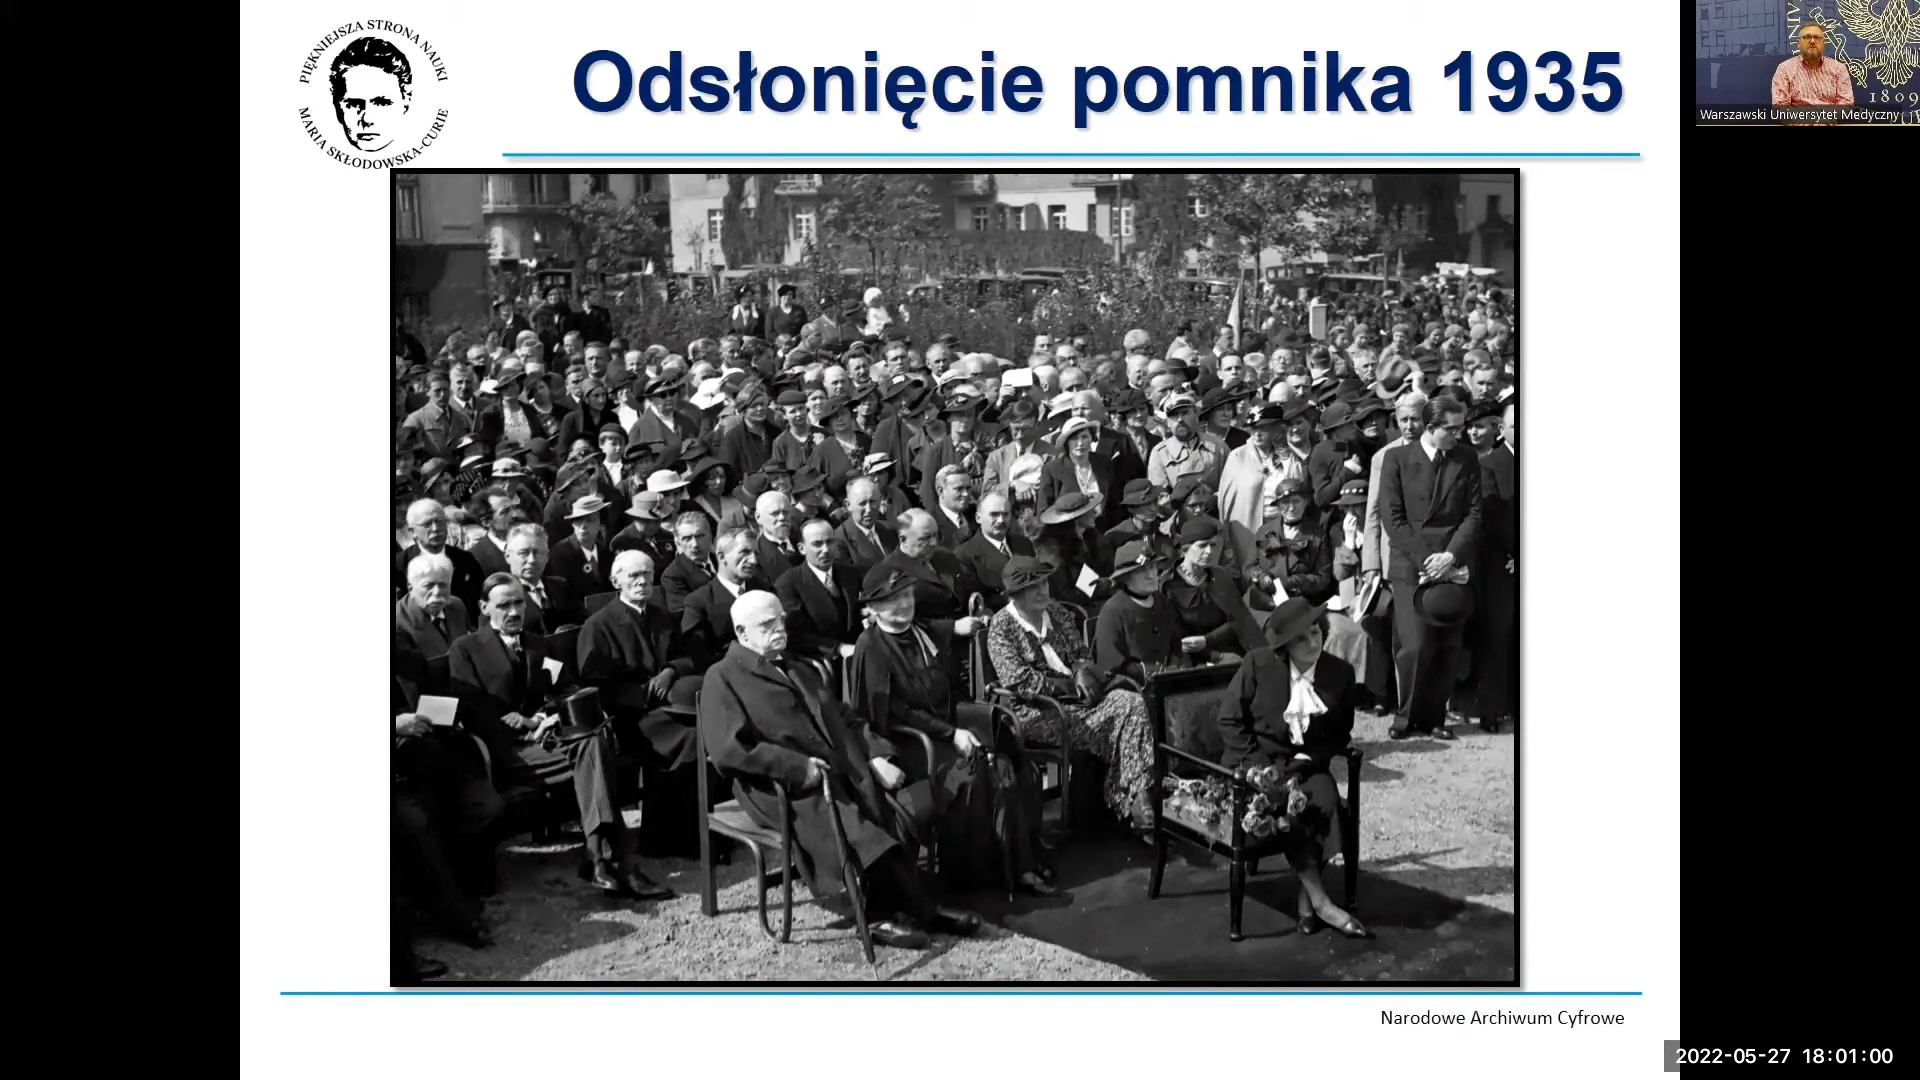 PIĘKNIEJSZA STRONA NAUKI
MARIA SKŁODOWSKA-CURIE
Odsłonięcie pomnika 1935
1809
Warszawski Uniwersytet Medyczny
Narodowe Archiwum Cyfrowe
2022-05-27 18:01:00